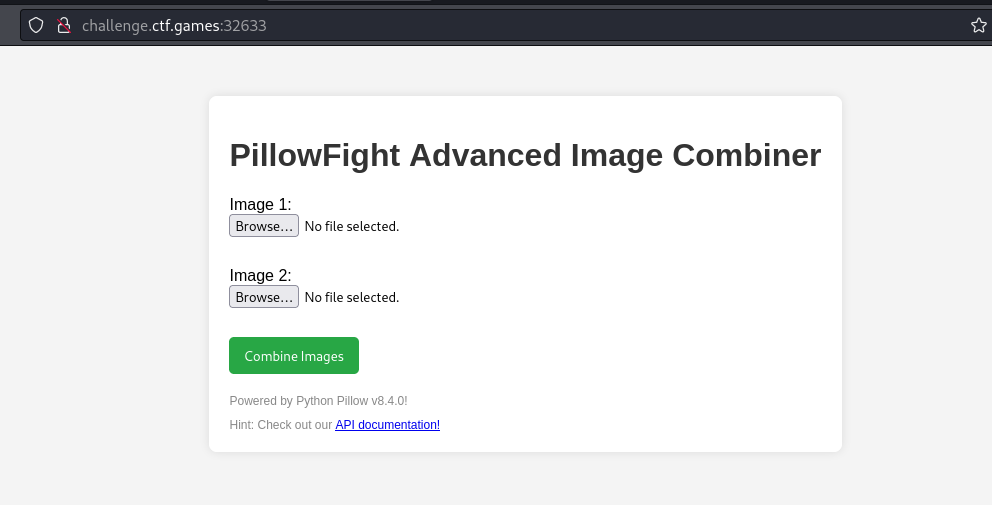 challenge.ctf.games:32633
PillowFight Advanced Image Combiner
Image 1:
Browse... No file selected.
Image 2:
Browse... No file selected.
Combine Images
Powered by Python Pillow v8.4.0!
Hint: Check out our API documentation!